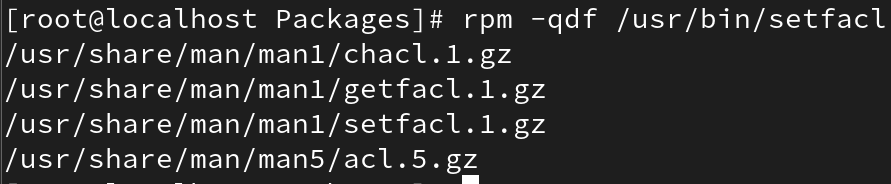 [root@localhost Packages]# rpm -qdf /usr/bin/setfacl
/usr/share/man/man1/chacl.1.gz
/usr/share/man/man1/getfacl.1.gz
/usr/share/man/man1/setfacl.1.gz
/usr/share/man/man5/acl.5.gz